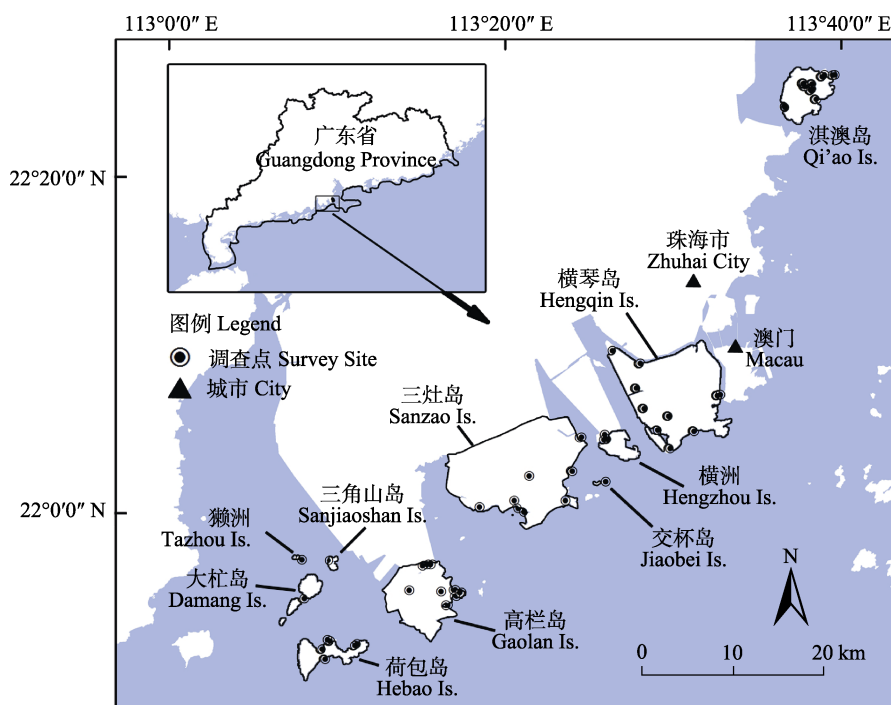 113°0′0″ E
113°20′0″ E
113°40′0″ E
22°20′0″ N
22°0′0″ N
广东省
Guangdong Province
淇澳岛
Qi'ao Is.
珠海市
Zhuhai City
横琴岛
Hengqin Is.
澳门
Macau
图例 Legend
调查点 Survey Site
城市 City
三灶岛
Sanzao Is.
横洲
Hengzhou Is.
三角山岛
Sanjiaoshan Is.
獭洲
Tazhou Is.
交杯岛
Jiaobei Is.
大杧岛
Damang Is.
高栏岛
Gaolan Is.
荷包岛
Hebao Is.
N
0 10 20 km